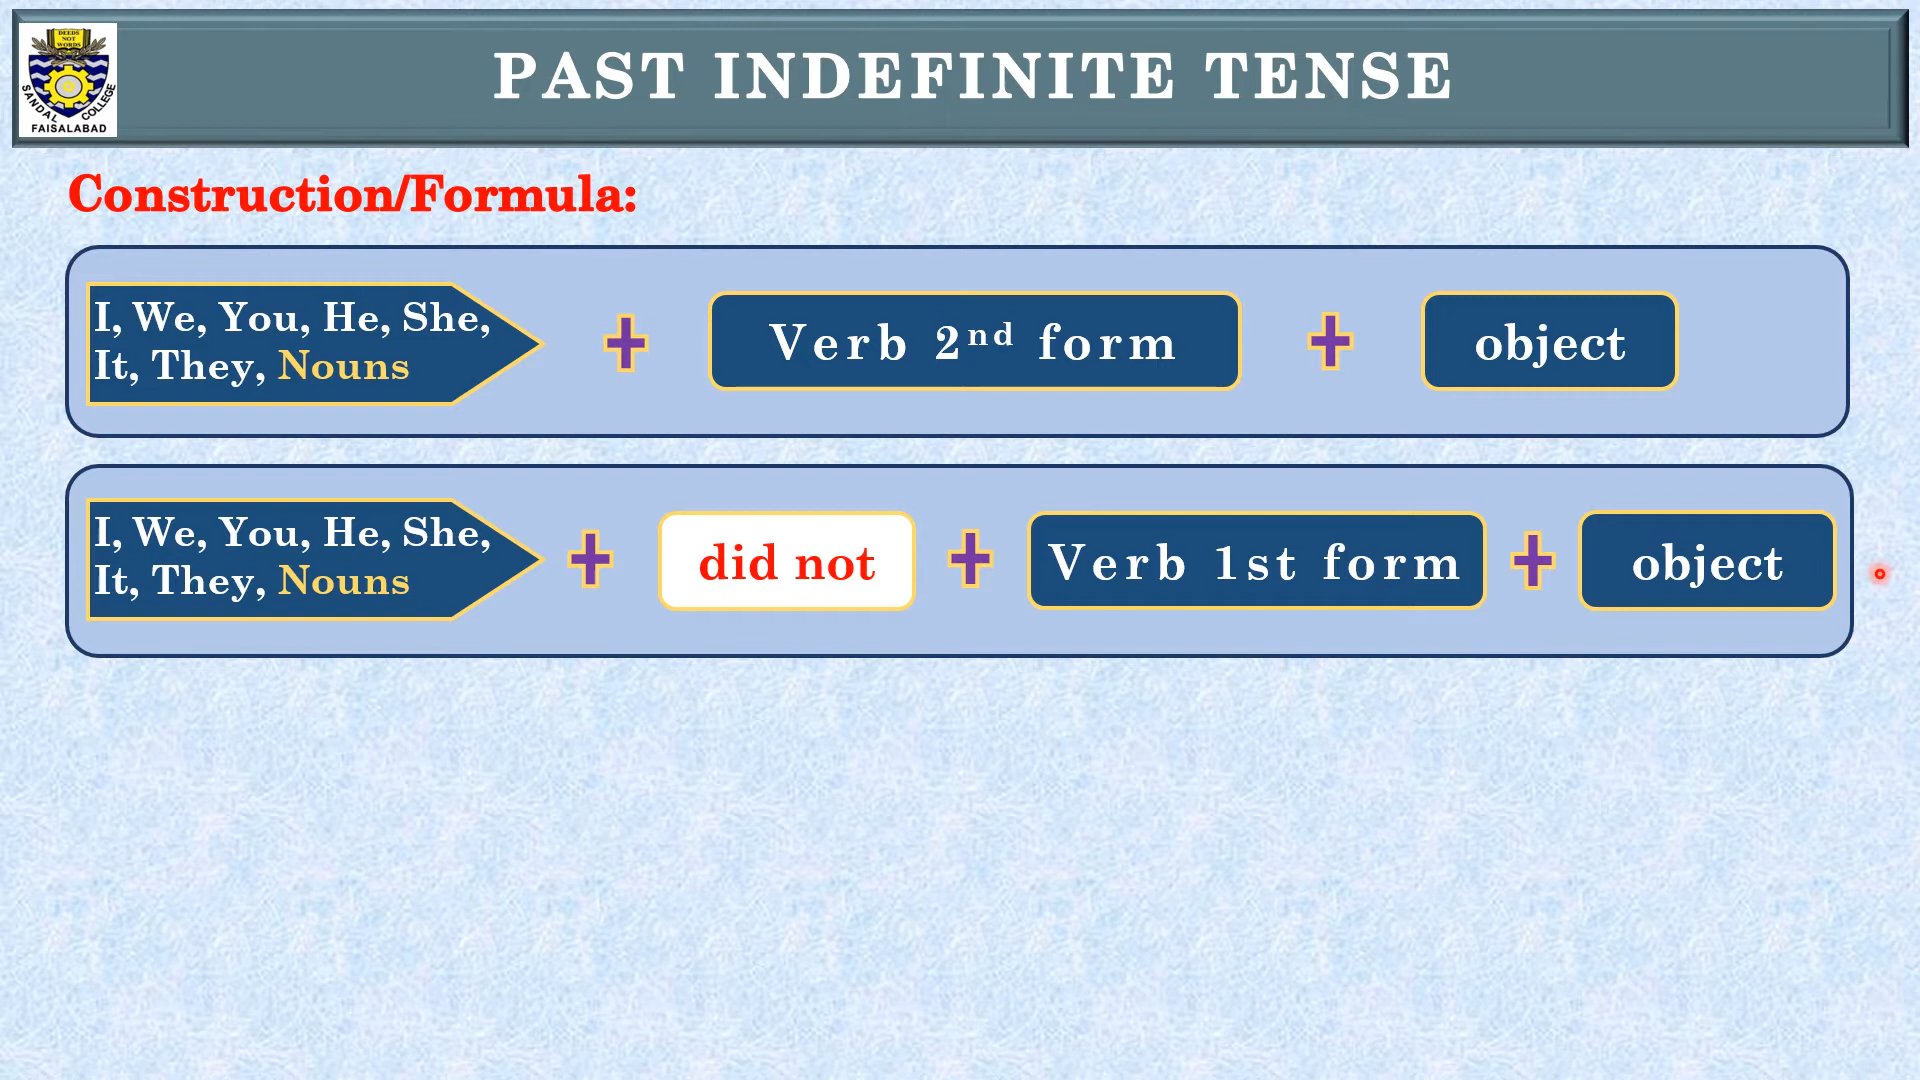 DEEDS
NOT
WORDS
SANDAL COLLEGE
FAISALABAD
PAST INDEFINITE TENSE
Construction/Formula:
I, We, You, He, She,
It, They, Nouns
+
Verb 2nd form
+
object
I, We, You, He, She,
It, They, Nouns
+
did not
+
Verb 1st form
+
object